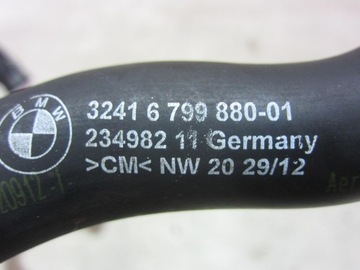 BMW
3241 6 799 880-01
234982 11 Germany
>CM< NW 20 29/12